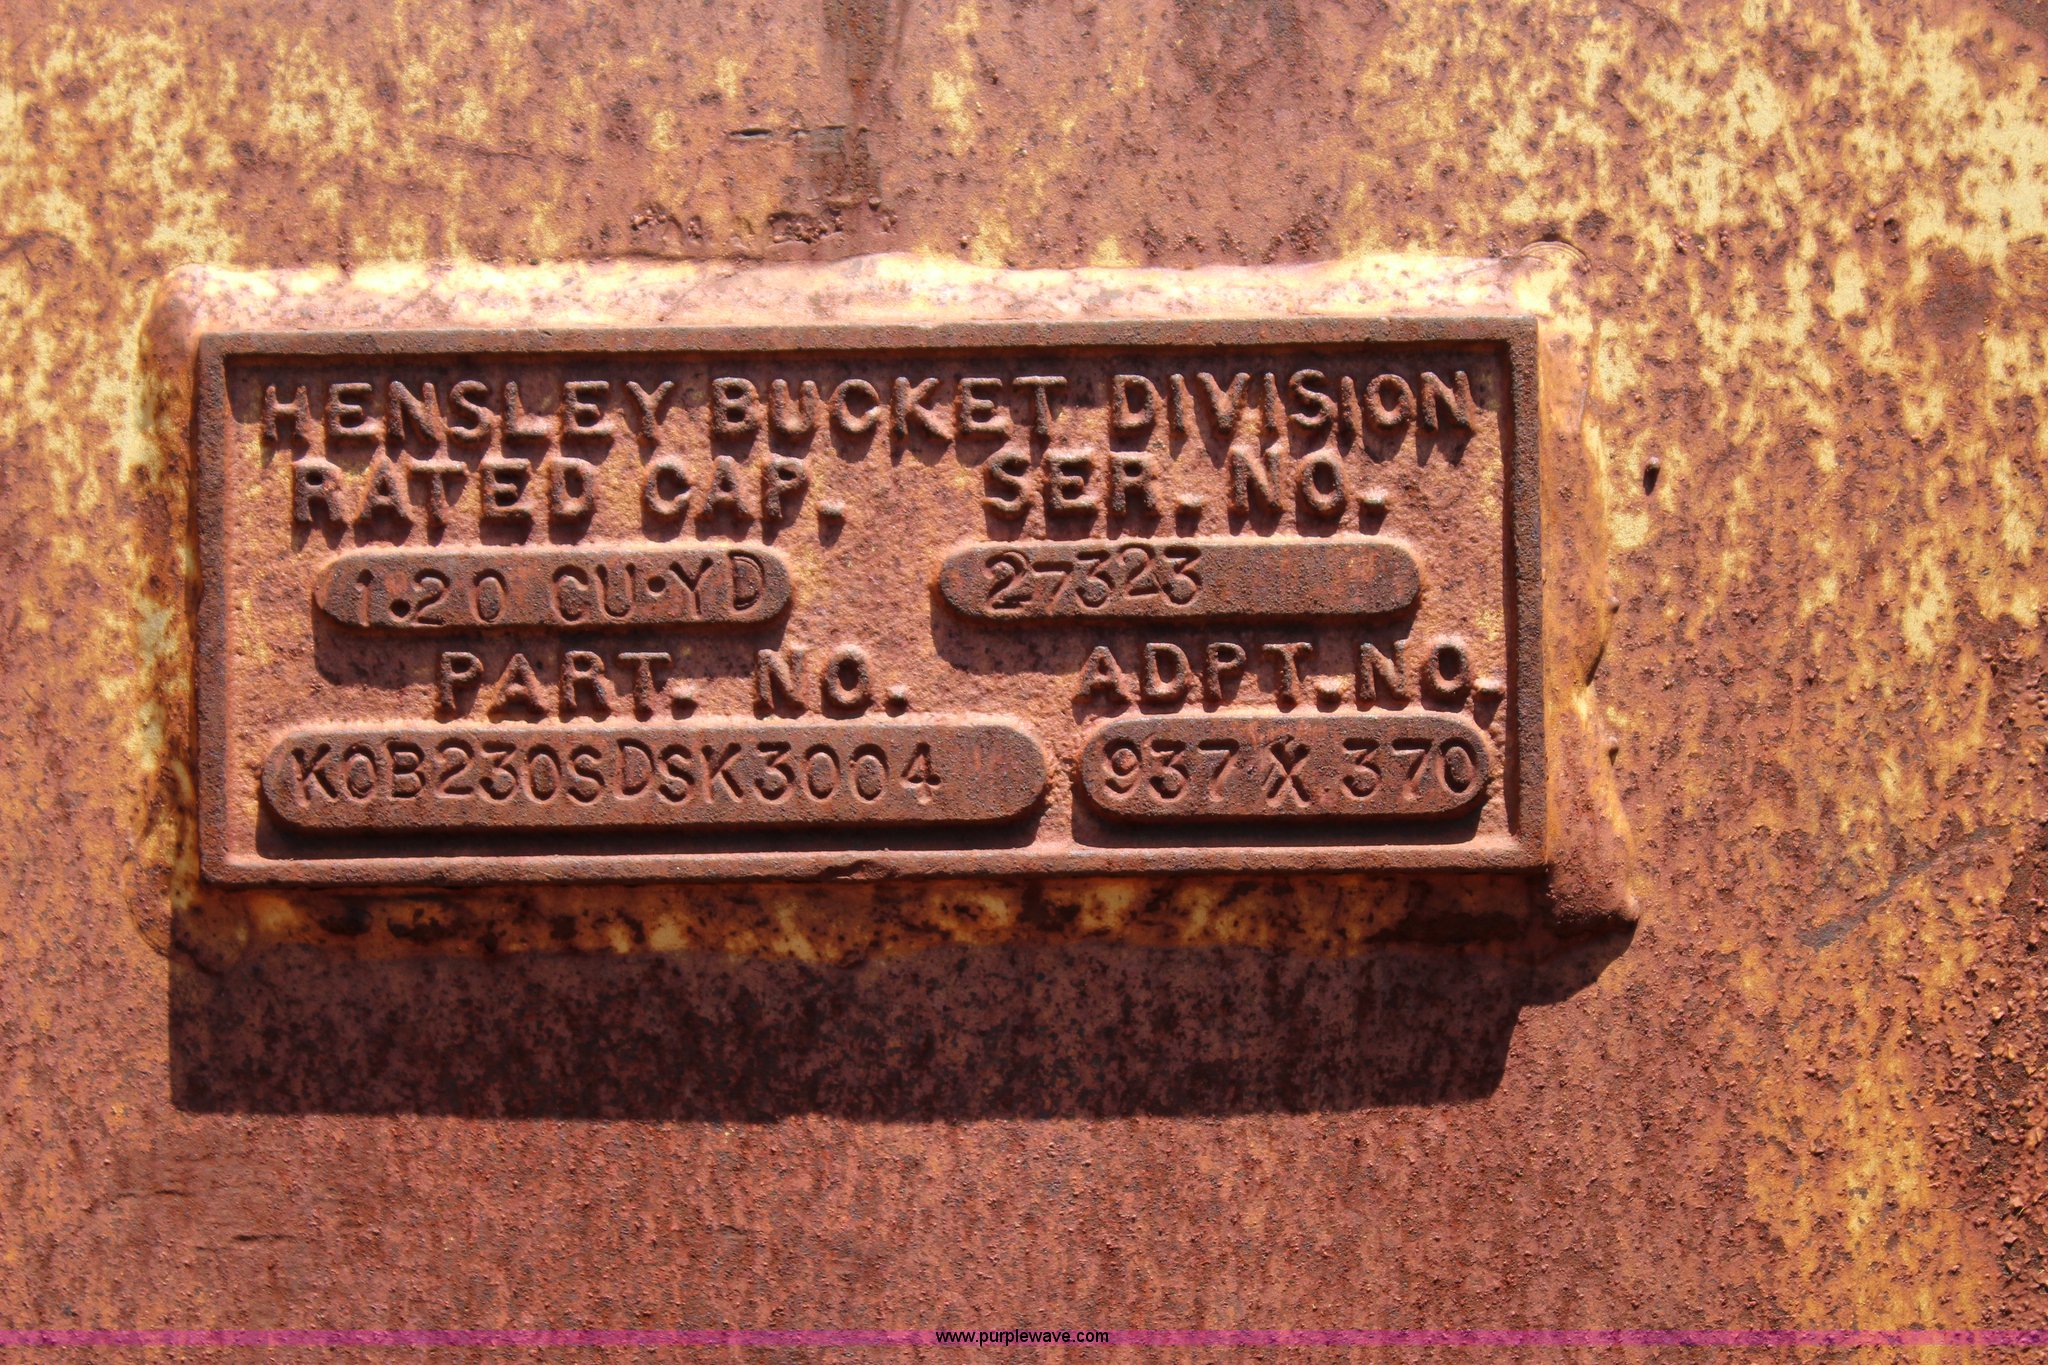 HENSLEY BUCKET DIVISION
RATED CAP. SER. NO.
1.20 CU.YD 27323
PART. NO. ADPT. NO.
KOB230SDSK3004 937 X 370
www.purplewave.com